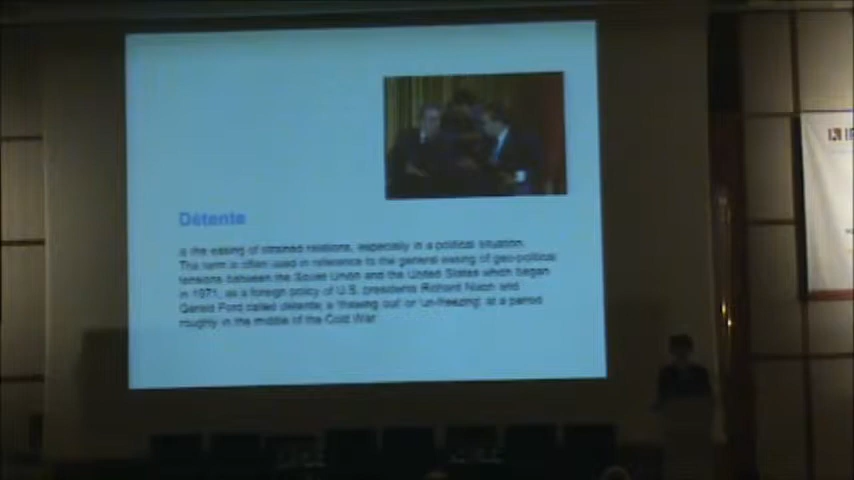 Détente
is the easing of strained relations, especially in a political situation.
The term is often used in reference to the general easing of geo-political
tensions between the Soviet Union and the United States which began
in 1971, as a foreign policy of U.S. presidents Richard Nixon and
Gerald Ford called détente; a 'thawing out' or 'un-freezing' at a period
roughly in the middle of the Cold War.